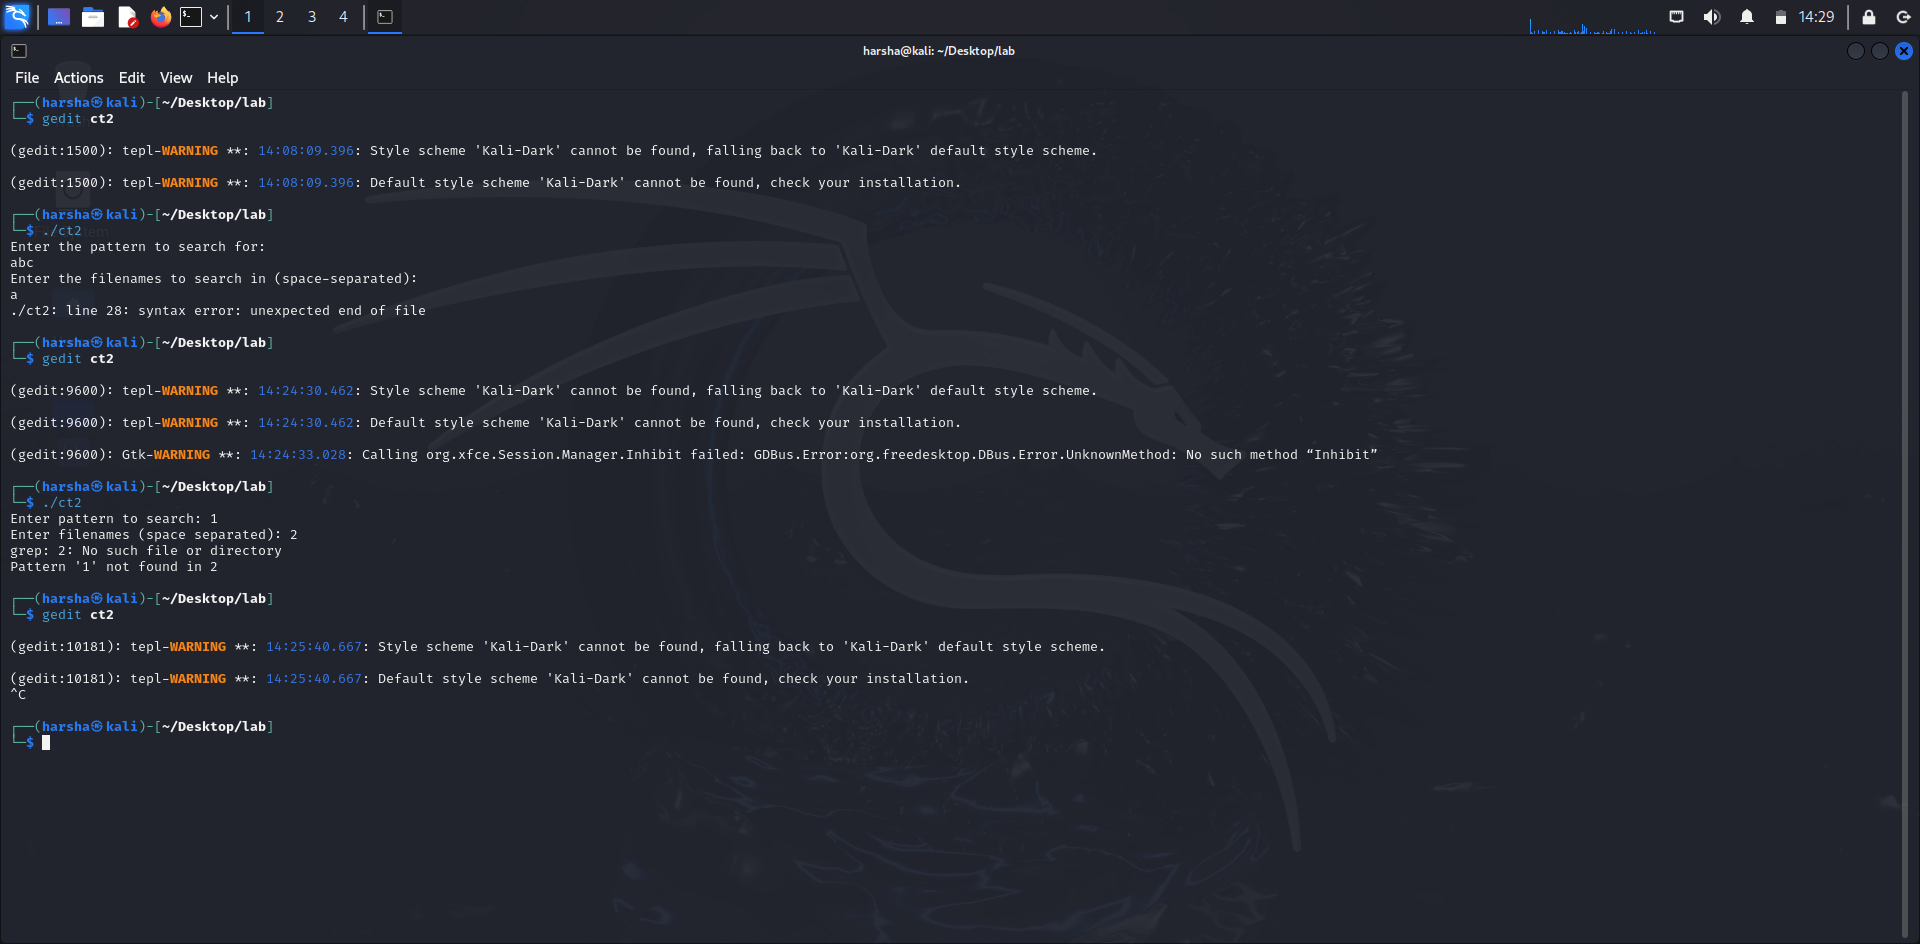 1 2 3 4 14:29
harsha@kali: ~/Desktop/lab
File Actions Edit View Help
┌──(harsha㉿kali)-[~/Desktop/lab]
└─$ gedit ct2
(gedit:1500): tepl-WARNING **: 14:08:09.396: Style scheme 'Kali-Dark' cannot be found, falling back to 'Kali-Dark' default style scheme.
(gedit:1500): tepl-WARNING **: 14:08:09.396: Default style scheme 'Kali-Dark' cannot be found, check your installation.
┌──(harsha㉿kali)-[~/Desktop/lab]
└─$ ./ct2
Enter the pattern to search for:
abc
Enter the filenames to search in (space-separated):
a
./ct2: line 28: syntax error: unexpected end of file
┌──(harsha㉿kali)-[~/Desktop/lab]
└─$ gedit ct2
(gedit:9600): tepl-WARNING **: 14:24:30.462: Style scheme 'Kali-Dark' cannot be found, falling back to 'Kali-Dark' default style scheme.
(gedit:9600): tepl-WARNING **: 14:24:30.462: Default style scheme 'Kali-Dark' cannot be found, check your installation.
(gedit:9600): Gtk-WARNING **: 14:24:33.028: Calling org.xfce.Session.Manager.Inhibit failed: GDBus.Error:org.freedesktop.DBus.Error.UnknownMethod: No such method “Inhibit”
┌──(harsha㉿kali)-[~/Desktop/lab]
└─$ ./ct2
Enter pattern to search: 1
Enter filenames (space separated): 2
grep: 2: No such file or directory
Pattern '1' not found in 2
┌──(harsha㉿kali)-[~/Desktop/lab]
└─$ gedit ct2
(gedit:10181): tepl-WARNING **: 14:25:40.667: Style scheme 'Kali-Dark' cannot be found, falling back to 'Kali-Dark' default style scheme.
(gedit:10181): tepl-WARNING **: 14:25:40.667: Default style scheme 'Kali-Dark' cannot be found, check your installation.
^C
┌──(harsha㉿kali)-[~/Desktop/lab]
└─$